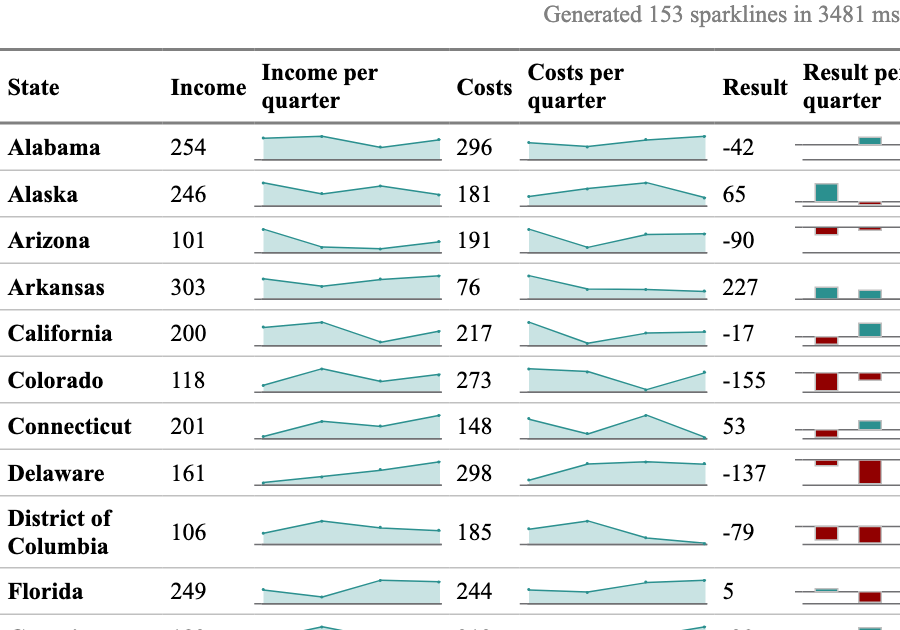 Generated 153 sparklines in 3481 ms
State Income Income per quarter Costs Costs per quarter Result Result per quarter
Alabama 254 296 -42
Alaska 246 181 65
Arizona 101 191 -90
Arkansas 303 76 227
California 200 217 -17
Colorado 118 273 -155
Connecticut 201 148 53
Delaware 161 298 -137
District of Columbia 106 185 -79
Florida 249 244 5